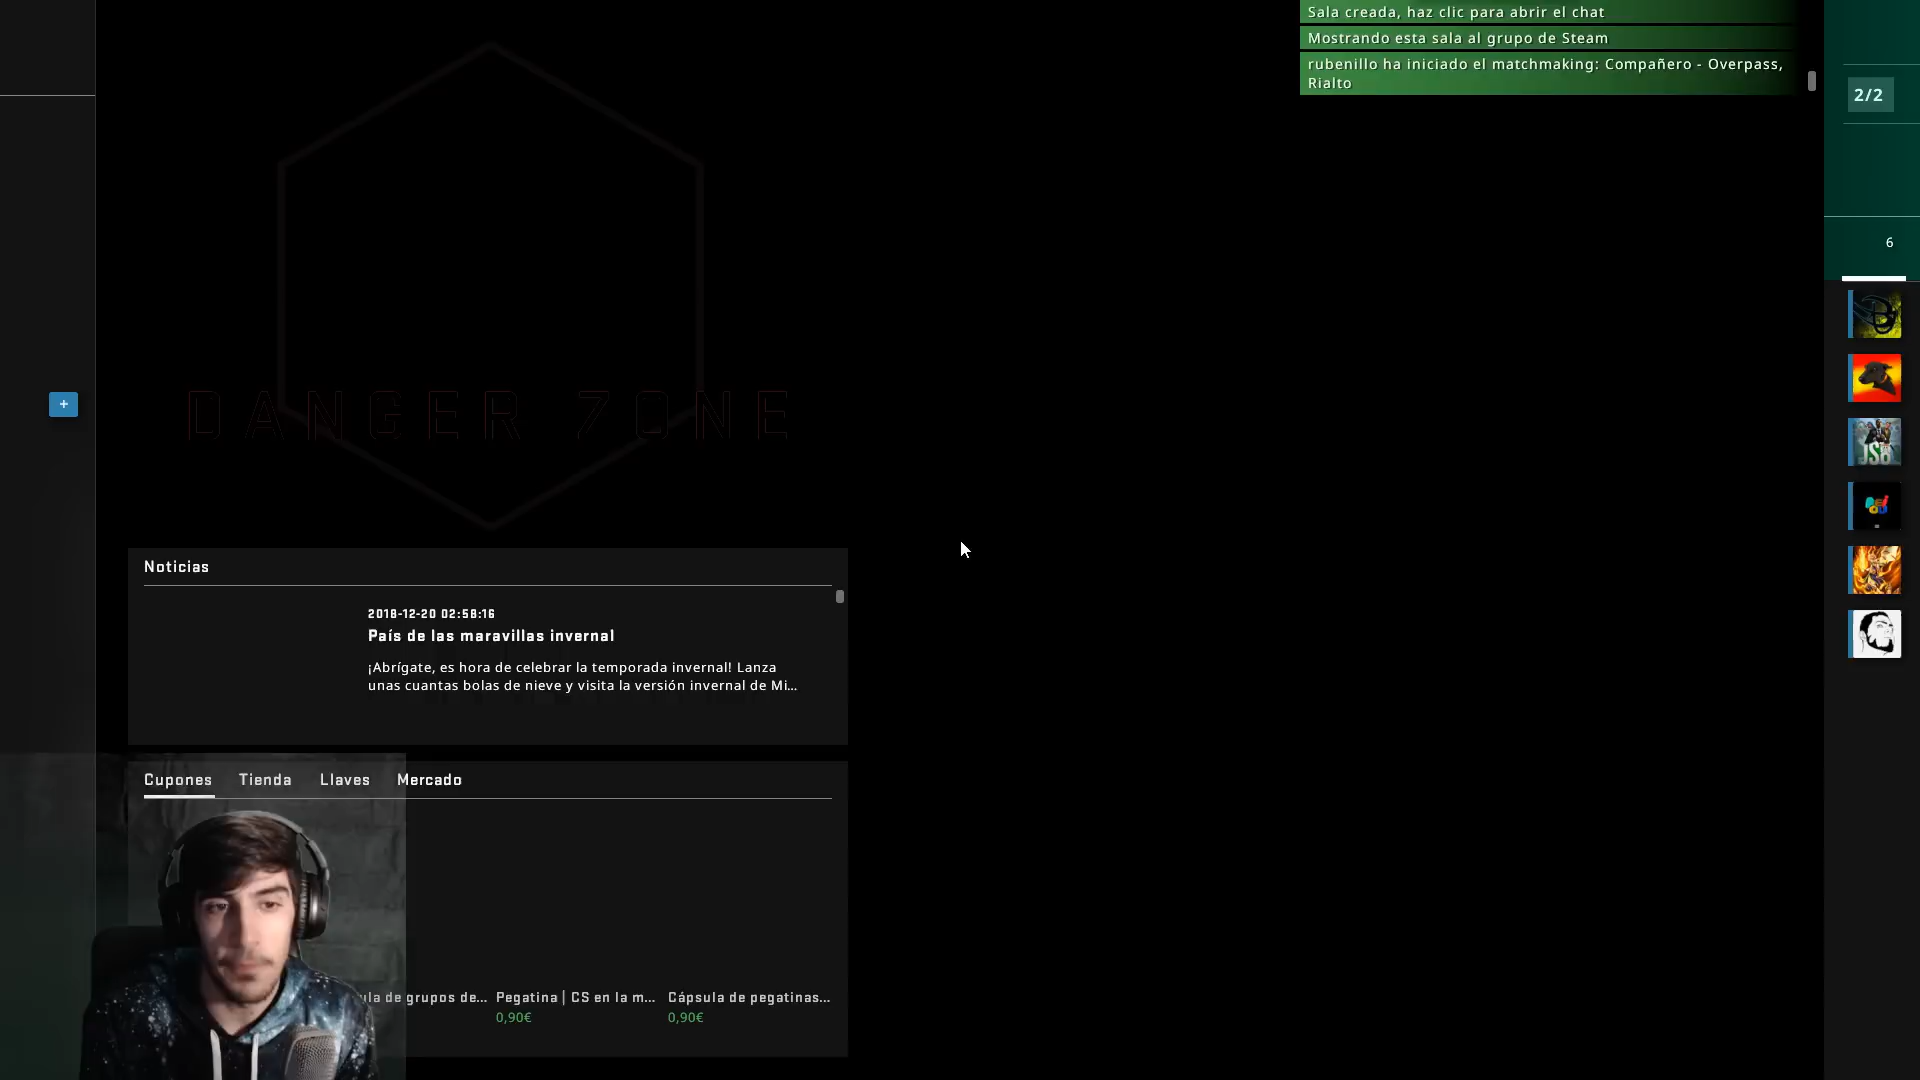 Sala creada, haz clic para abrir el chat
Mostrando esta sala al grupo de Steam
rubenillo ha iniciado el matchmaking: Compañero - Overpass,
Rialto
2/2
6
+
DANGER ZONE
Noticias
2018-12-20 02:58:16
País de las maravillas invernal
¡Abrígate, es hora de celebrar la temporada invernal! Lanza
unas cuantas bolas de nieve y visita la versión invernal de Mi...
Cupones Tienda Llaves Mercado
de grupos de... Pegatina | CS en la m... Cápsula de pegatinas...
0,90€ 0,90€
JSB